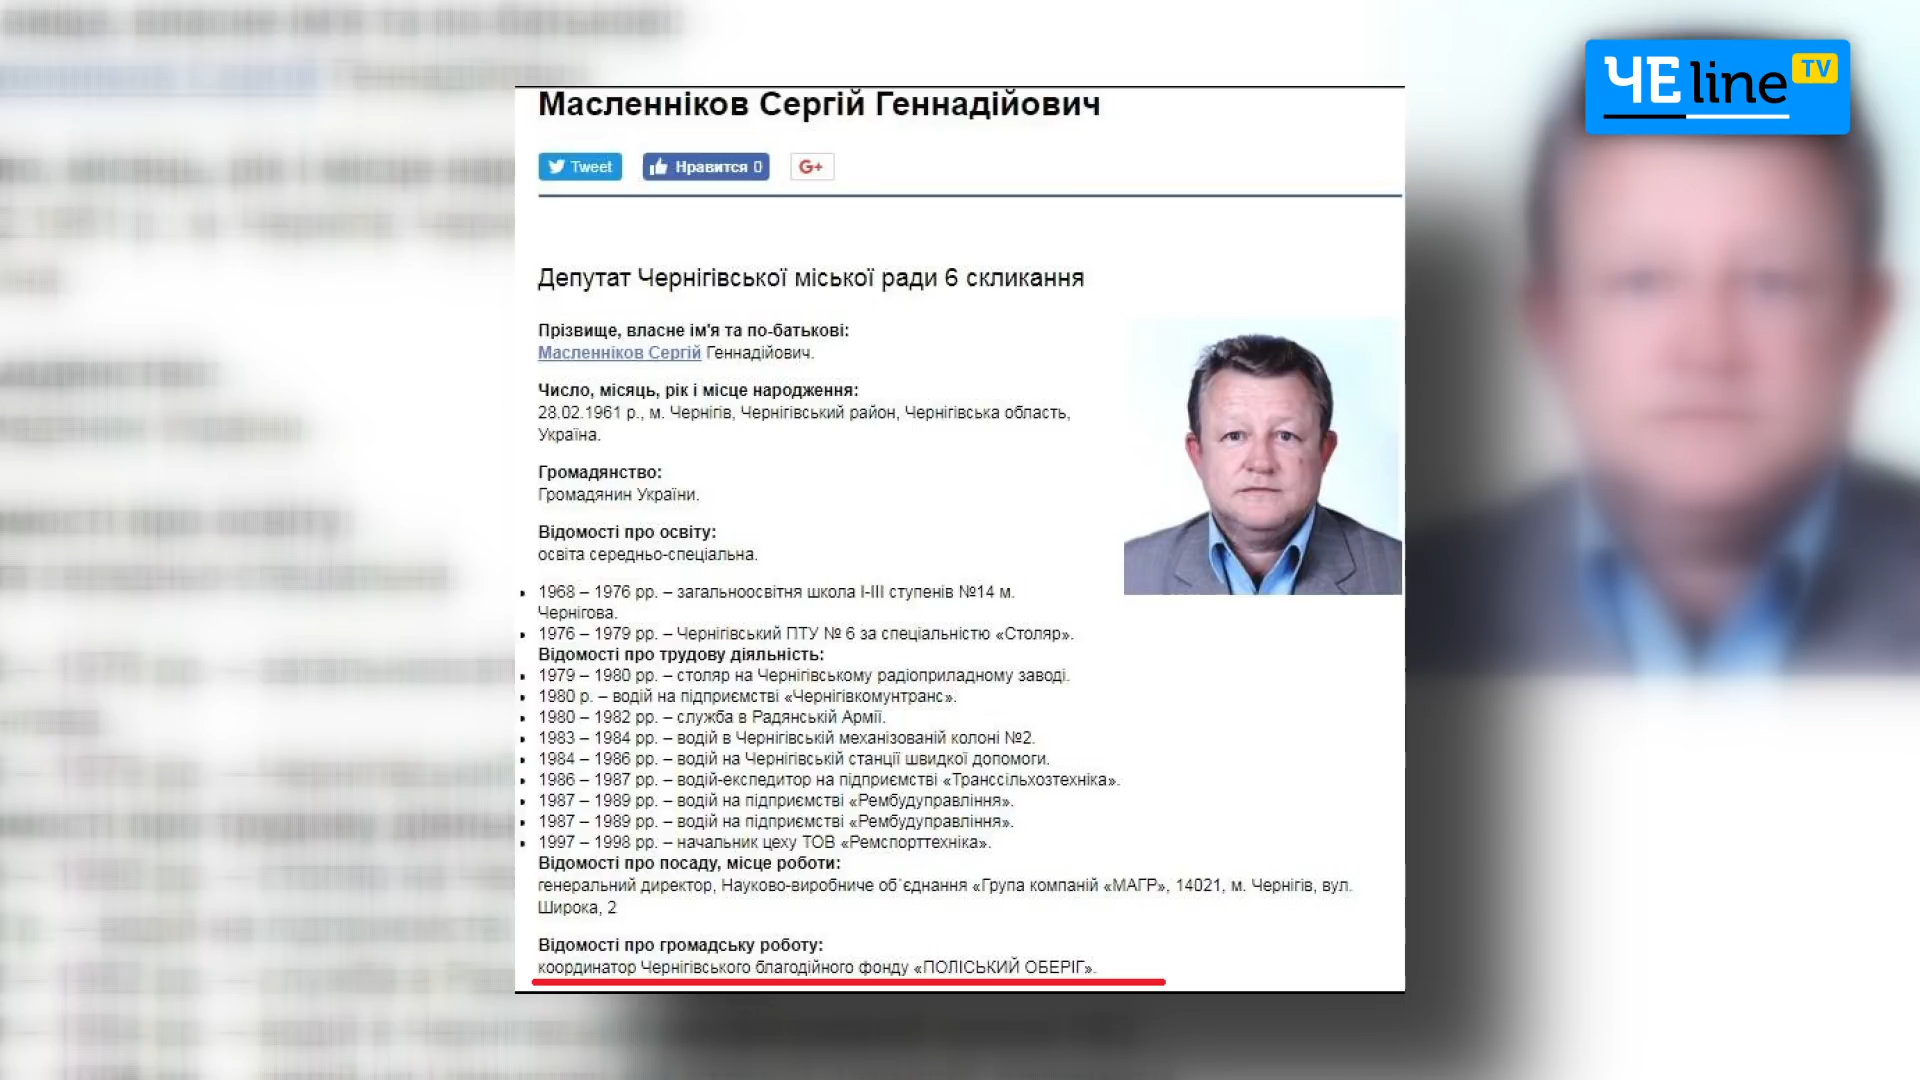 ЧЕ line TV
Масленніков Сергій Геннадійович
Tweet Нравится 0 G+
Депутат Чернігівської міської ради 6 скликання
Прізвище, власне ім'я та по-батькові:
Масленніков Сергій Геннадійович.
Число, місяць, рік і місце народження:
28.02.1961 р., м. Чернігів, Чернігівський район, Чернігівська область,
Україна.
Громадянство:
Громадянин України.
Відомості про освіту:
освіта середньо-спеціальна.
1968 – 1976 рр. – загальноосвітня школа І-ІІІ ступенів №14 м.
Чернігова.
1976 – 1979 рр. – Чернігівський ПТУ № 6 за спеціальністю «Столяр».
Відомості про трудову діяльність:
1979 – 1980 рр. – столяр на Чернігівському радіоприладному заводі.
1980 р. – водій на підприємстві «Чернігівкомунтранс».
1980 – 1982 рр. – служба в Радянській Армії.
1983 – 1984 рр. – водій в Чернігівській механізованій колоні №2.
1984 – 1986 рр. – водій на Чернігівській станції швидкої допомоги.
1986 – 1987 рр. – водій-експедитор на підприємстві «Транссільхозтехніка».
1987 – 1989 рр. – водій на підприємстві «Рембудуправління».
1987 – 1989 рр. – водій на підприємстві «Рембудуправління».
1997 – 1998 рр. – начальник цеху ТОВ «Ремспорттехніка».
Відомості про посаду, місце роботи:
генеральний директор, Науково-виробниче об´єднання «Група компаній «МАГР», 14021, м. Чернігів, вул.
Широка, 2
Відомості про громадську роботу:
координатор Чернігівського благодійного фонду «ПОЛІСЬКИЙ ОБЕРІГ».